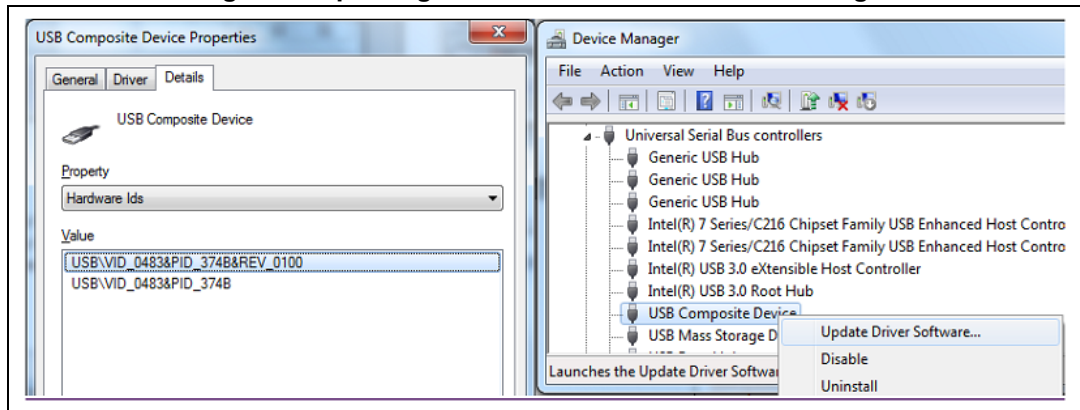 USB Composite Device Properties
General Driver Details
USB Composite Device
Property
Hardware Ids
Value
USB\VID_0483&PID_374B&REV_0100
USB\VID_0483&PID_374B
Device Manager
File Action View Help
Universal Serial Bus controllers
Generic USB Hub
Generic USB Hub
Generic USB Hub
Intel(R) 7 Series/C216 Chipset Family USB Enhanced Host Contro
Intel(R) 7 Series/C216 Chipset Family USB Enhanced Host Contro
Intel(R) USB 3.0 eXtensible Host Controller
Intel(R) USB 3.0 Root Hub
USB Composite Device
USB Mass Storage D
Launches the Update Driver Softwar
Update Driver Software...
Disable
Uninstall